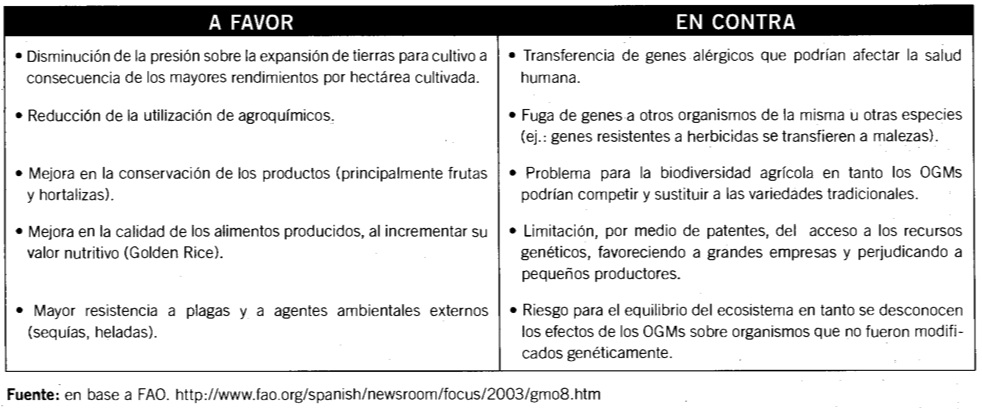 A FAVOR
• Disminución de la presión sobre la expansión de tierras para cultivo a
consecuencia de los mayores rendimientos por hectárea cultivada.
• Reducción de la utilización de agroquímicos.
• Mejora en la conservación de los productos (principalmente frutas
y hortalizas).
• Mejora en la calidad de los alimentos producidos, al incrementar su
valor nutritivo (Golden Rice).
• Mayor resistencia a plagas y a agentes ambientales externos
(sequías, heladas).
EN CONTRA
• Transferencia de genes alérgicos que podrían afectar la salud
humana.
• Fuga de genes a otros organismos de la misma u otras especies
(ej.: genes resistentes a herbicidas se transfieren a malezas).
• Problema para la biodiversidad agrícola en tanto los OGMs
podrían competir y sustituir a las variedades tradicionales.
• Limitación, por medio de patentes, del acceso a los recursos
genéticos, favoreciendo a grandes empresas y perjudicando a
pequeños productores.
• Riesgo para el equilibrio del ecosistema en tanto se desconocen
los efectos de los OGMs sobre organismos que no fueron modifi-
cados genéticamente.
Fuente: en base a FAO. http://www.fao.org/spanish/newsroom/focus/2003/gmo8.htm